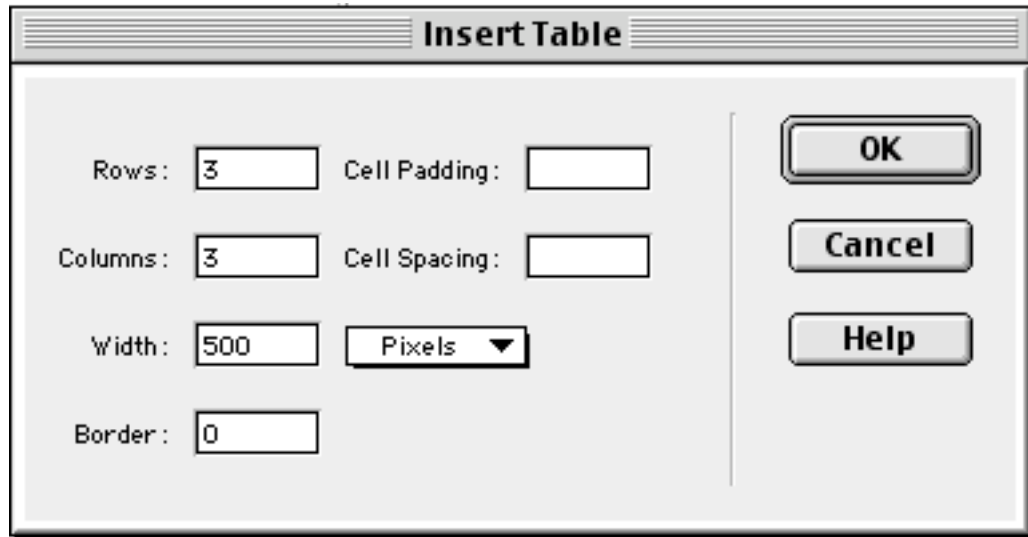 Insert Table
Rows: 3 Cell Padding: OK
Columns: 3 Cell Spacing: Cancel
Width: 500 Pixels Help
Border: 0